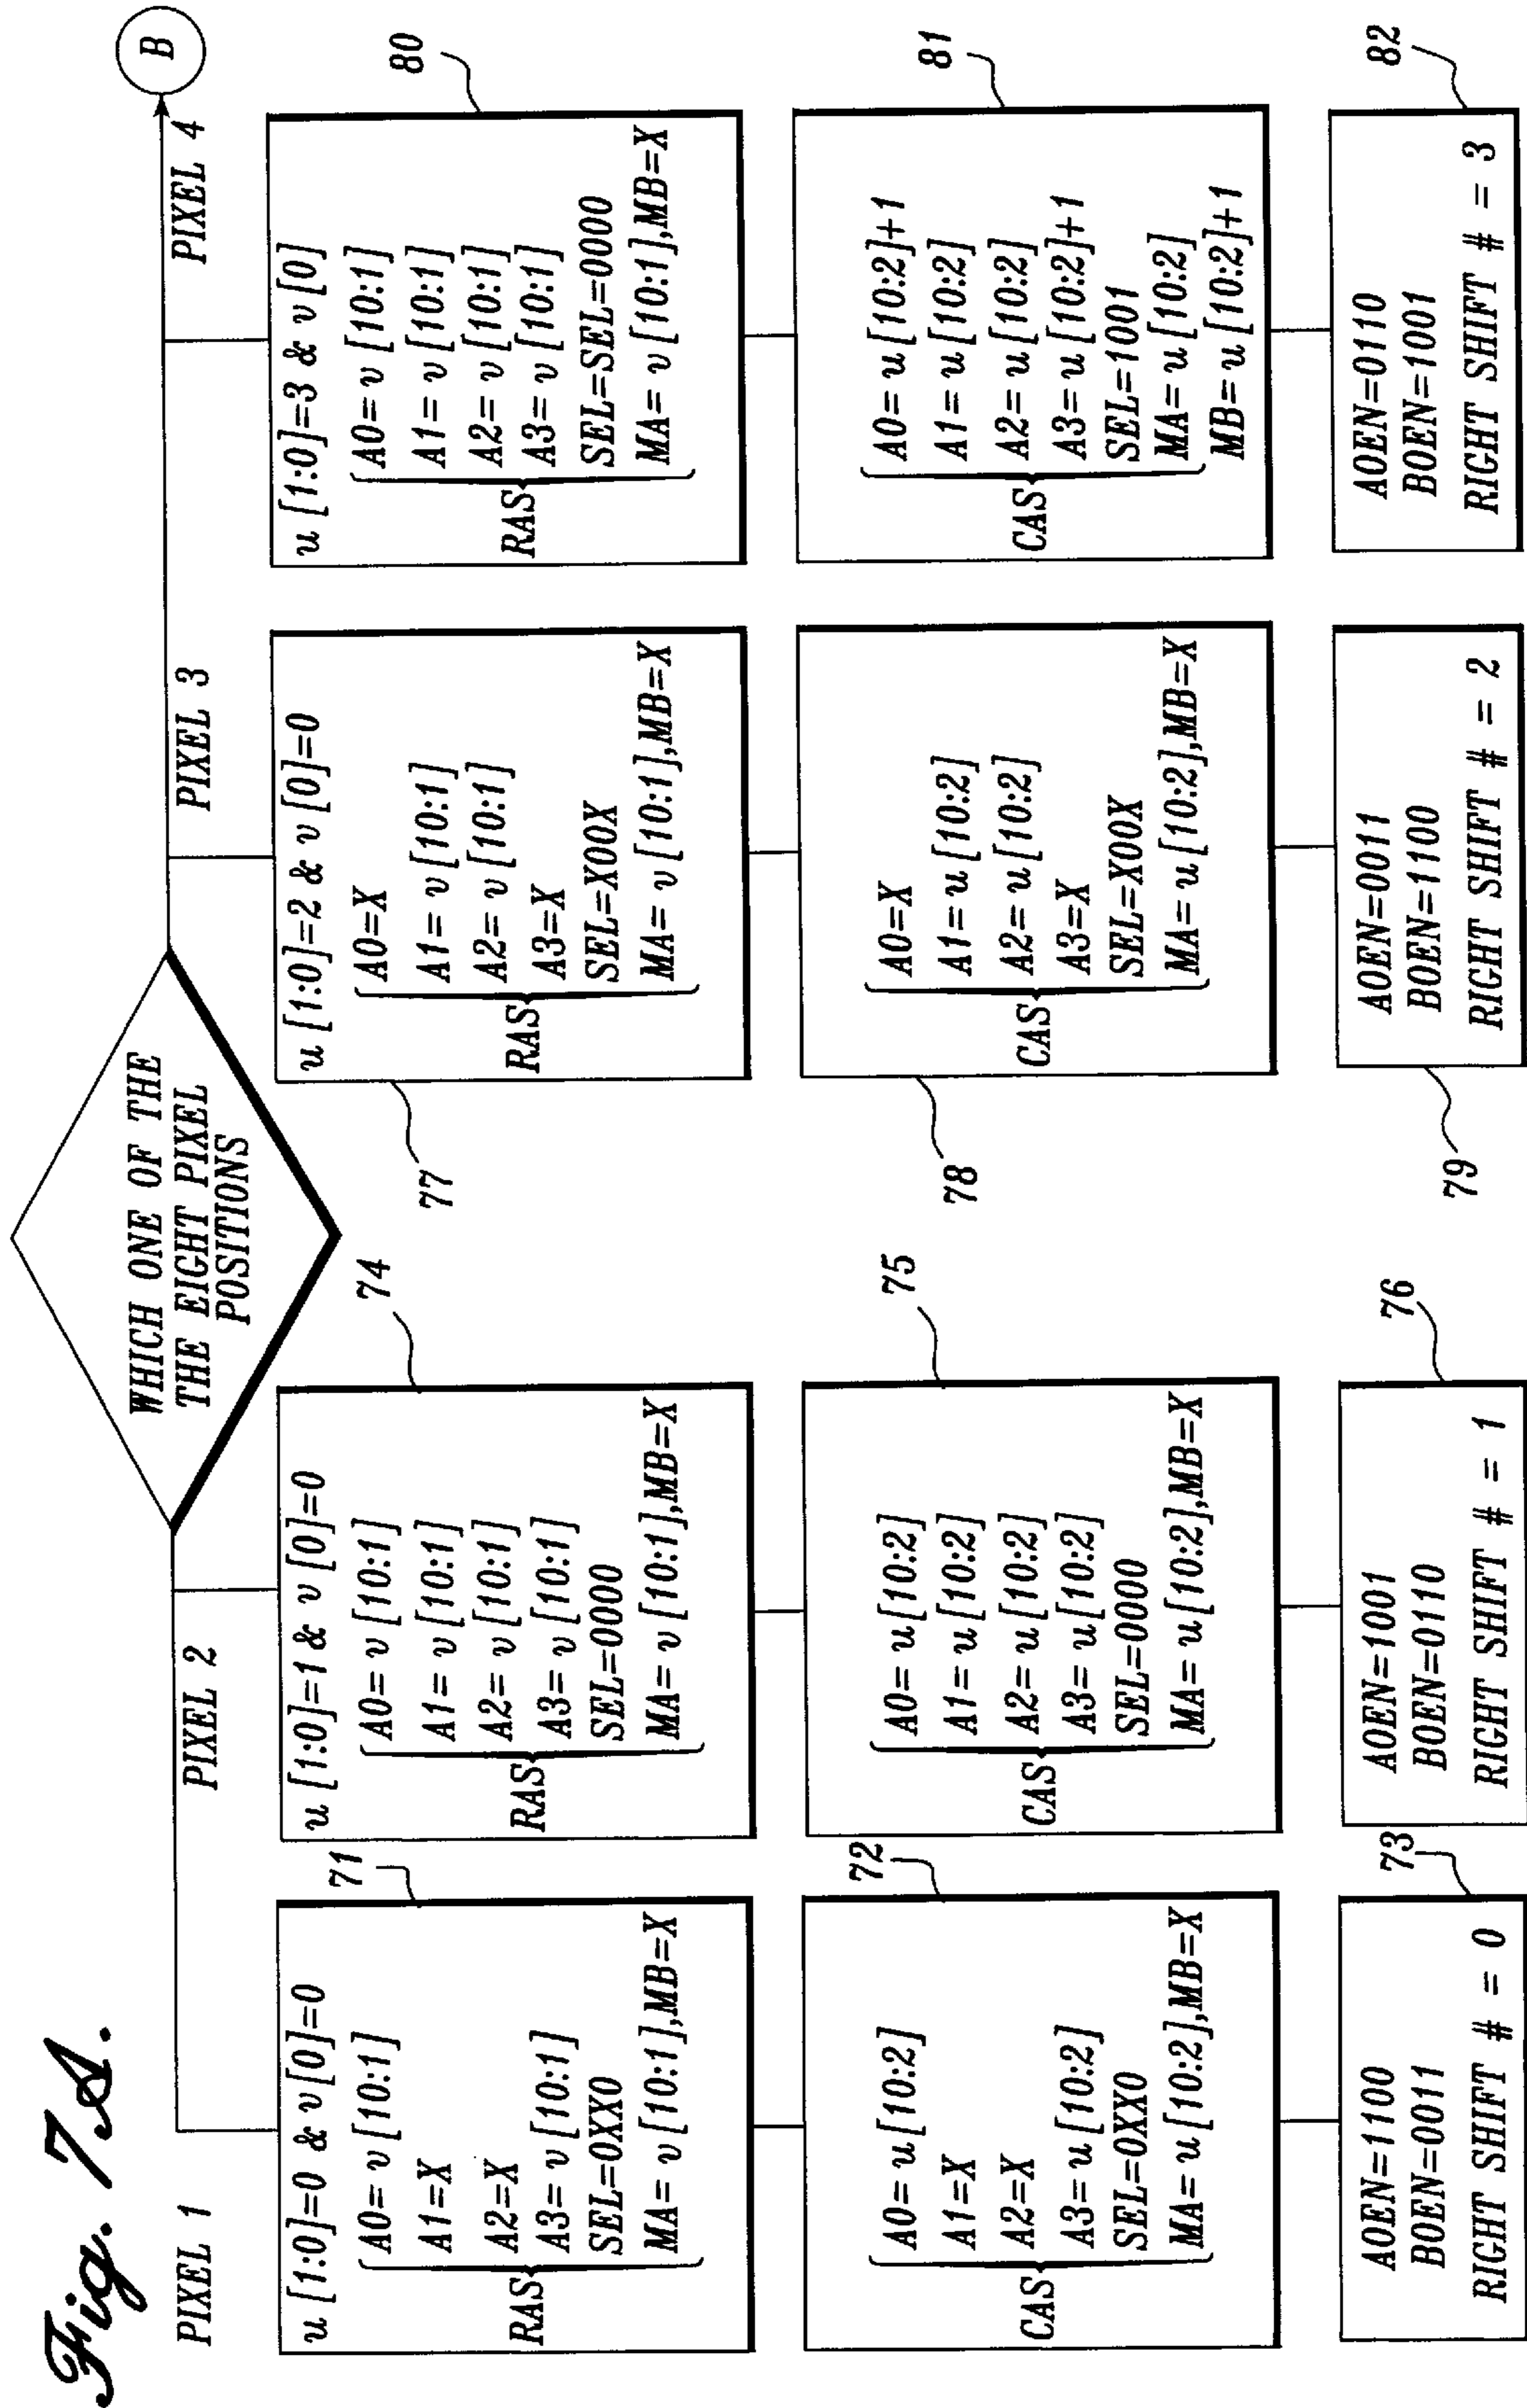 Fig. 7A.
WHICH ONE OF THE
THE EIGHT PIXEL
POSITIONS
B
PIXEL 1
u [1:0]=0 & v [0]=0
RAS
A0= v [10:1]
A1=X
A2=X
A3= v [10:1]
SEL=0XX0
MA= v [10:1],MB=X
71
CAS
A0= u [10:2]
A1=X
A2=X
A3= u [10:2]
SEL=0XX0
MA= u [10:2],MB=X
72
AOEN=1100
BOEN=0011
RIGHT SHIFT # = 0
73
PIXEL 2
u [1:0]=1 & v [0]=0
RAS
A0= v [10:1]
A1= v [10:1]
A2= v [10:1]
A3= v [10:1]
SEL=0000
MA= v [10:1],MB=X
74
CAS
A0= u [10:2]
A1= u [10:2]
A2= u [10:2]
A3= u [10:2]
SEL=0000
MA= u [10:2],MB=X
75
AOEN=1001
BOEN=0110
RIGHT SHIFT # = 1
76
PIXEL 3
u [1:0]=2 & v [0]=0
RAS
A0=X
A1= v [10:1]
A2= v [10:1]
A3=X
SEL=X00X
MA= v [10:1],MB=X
77
CAS
A0=X
A1= u [10:2]
A2= u [10:2]
A3=X
SEL=X00X
MA= u [10:2],MB=X
78
AOEN=0011
BOEN=1100
RIGHT SHIFT # = 2
79
PIXEL 4
u [1:0]=3 & v [0]
RAS
A0= v [10:1]
A1= v [10:1]
A2= v [10:1]
A3= v [10:1]
SEL=SEL=0000
MA= v [10:1],MB=X
80
CAS
A0= u [10:2]+1
A1= u [10:2]
A2= u [10:2]
A3= u [10:2]+1
SEL=1001
MA= u [10:2]
MB= u [10:2]+1
81
AOEN=0110
BOEN=1001
RIGHT SHIFT # = 3
82